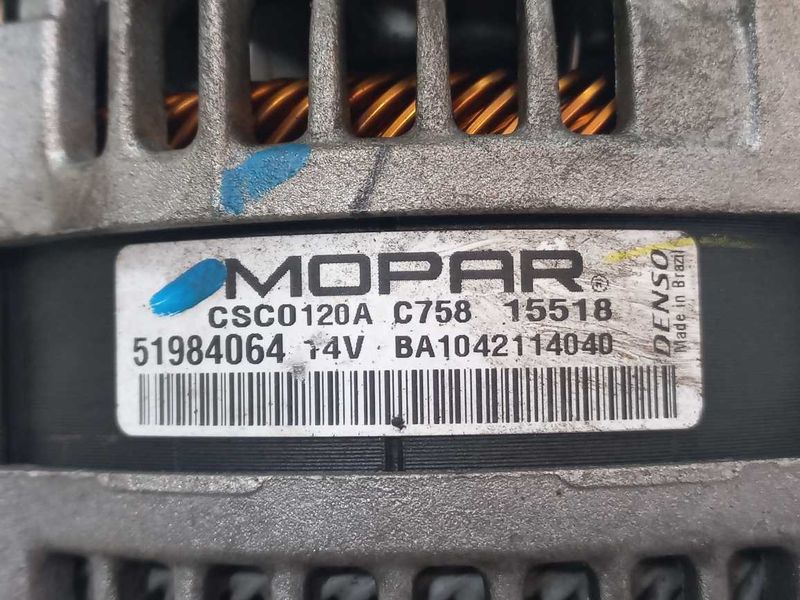 MOPAR®
CSC0120A C758 15518
51984064 14V BA1042114040
DENSO
Made in Brazil